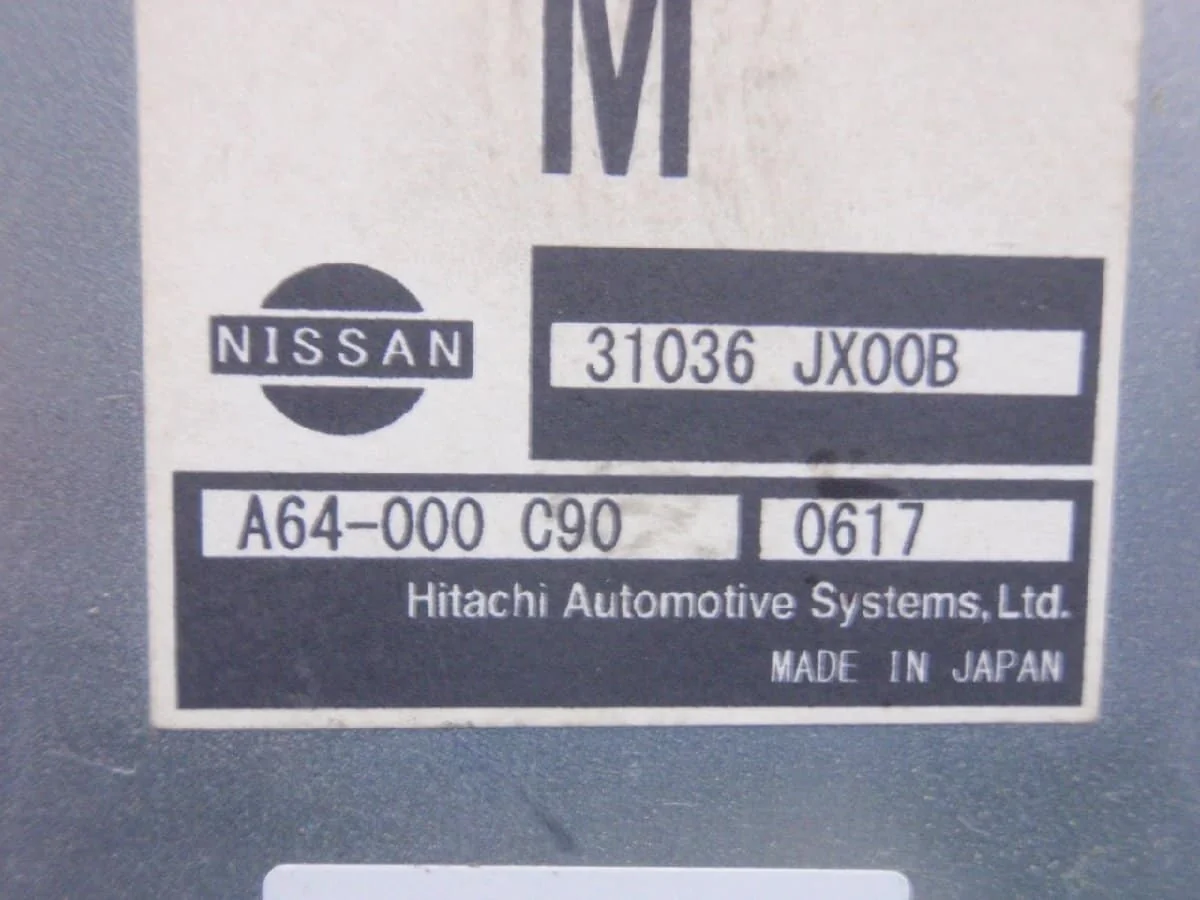 M
NISSAN
31036 JX00B
A64-000 C90
0617
Hitachi Automotive Systems, Ltd.
MADE IN JAPAN